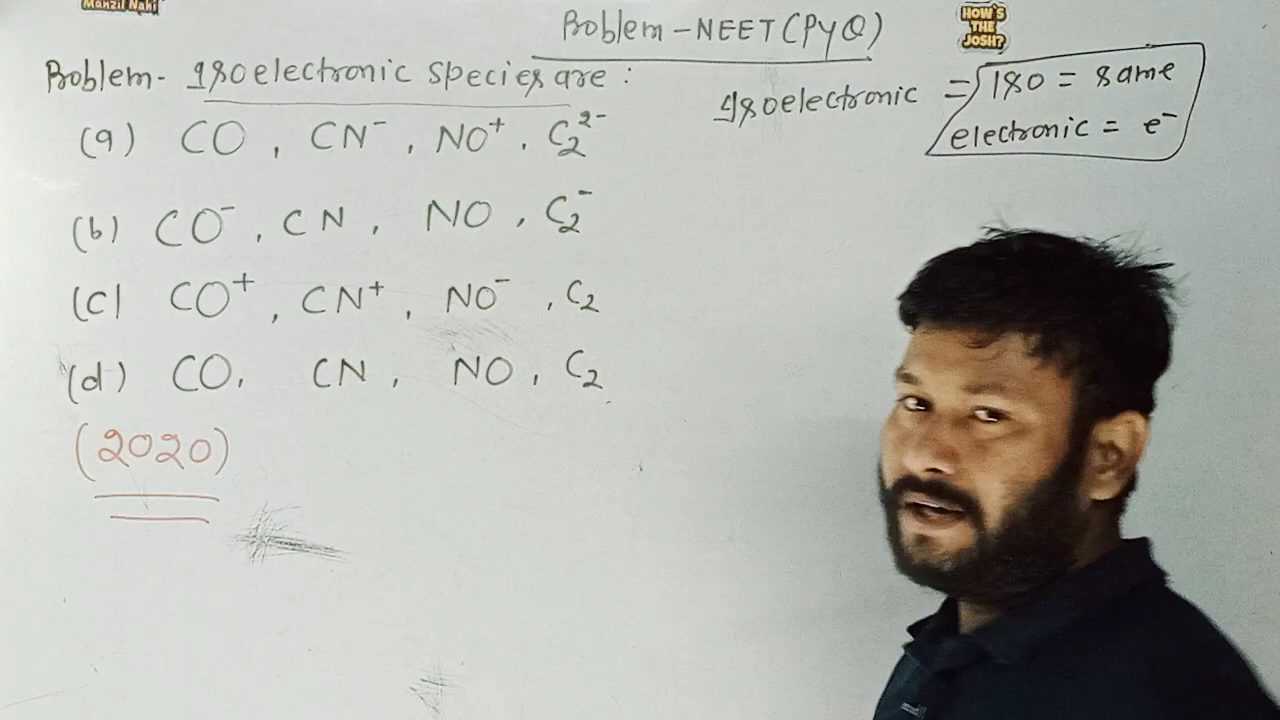 Manzil Nahi
Problem - NEET (PYQ)
HOW'S
THE
JOSH?
Problem - Isoelectronic species are :
Isoelectronic = Iso = same
electronic = e⁻
(a) CO , CN⁻ , NO⁺ , C₂²⁻
(b) CO⁻ , CN , NO , C₂⁻
(c) CO⁺ , CN⁺ , NO⁻ , C₂
(d) CO , CN , NO , C₂
(2020)